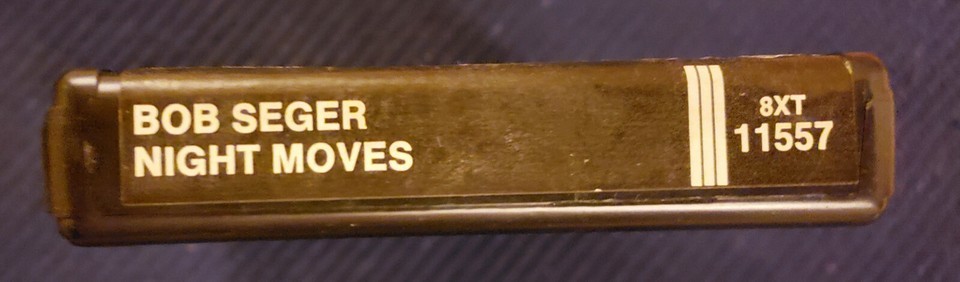 BOB SEGER
NIGHT MOVES
8XT
11557